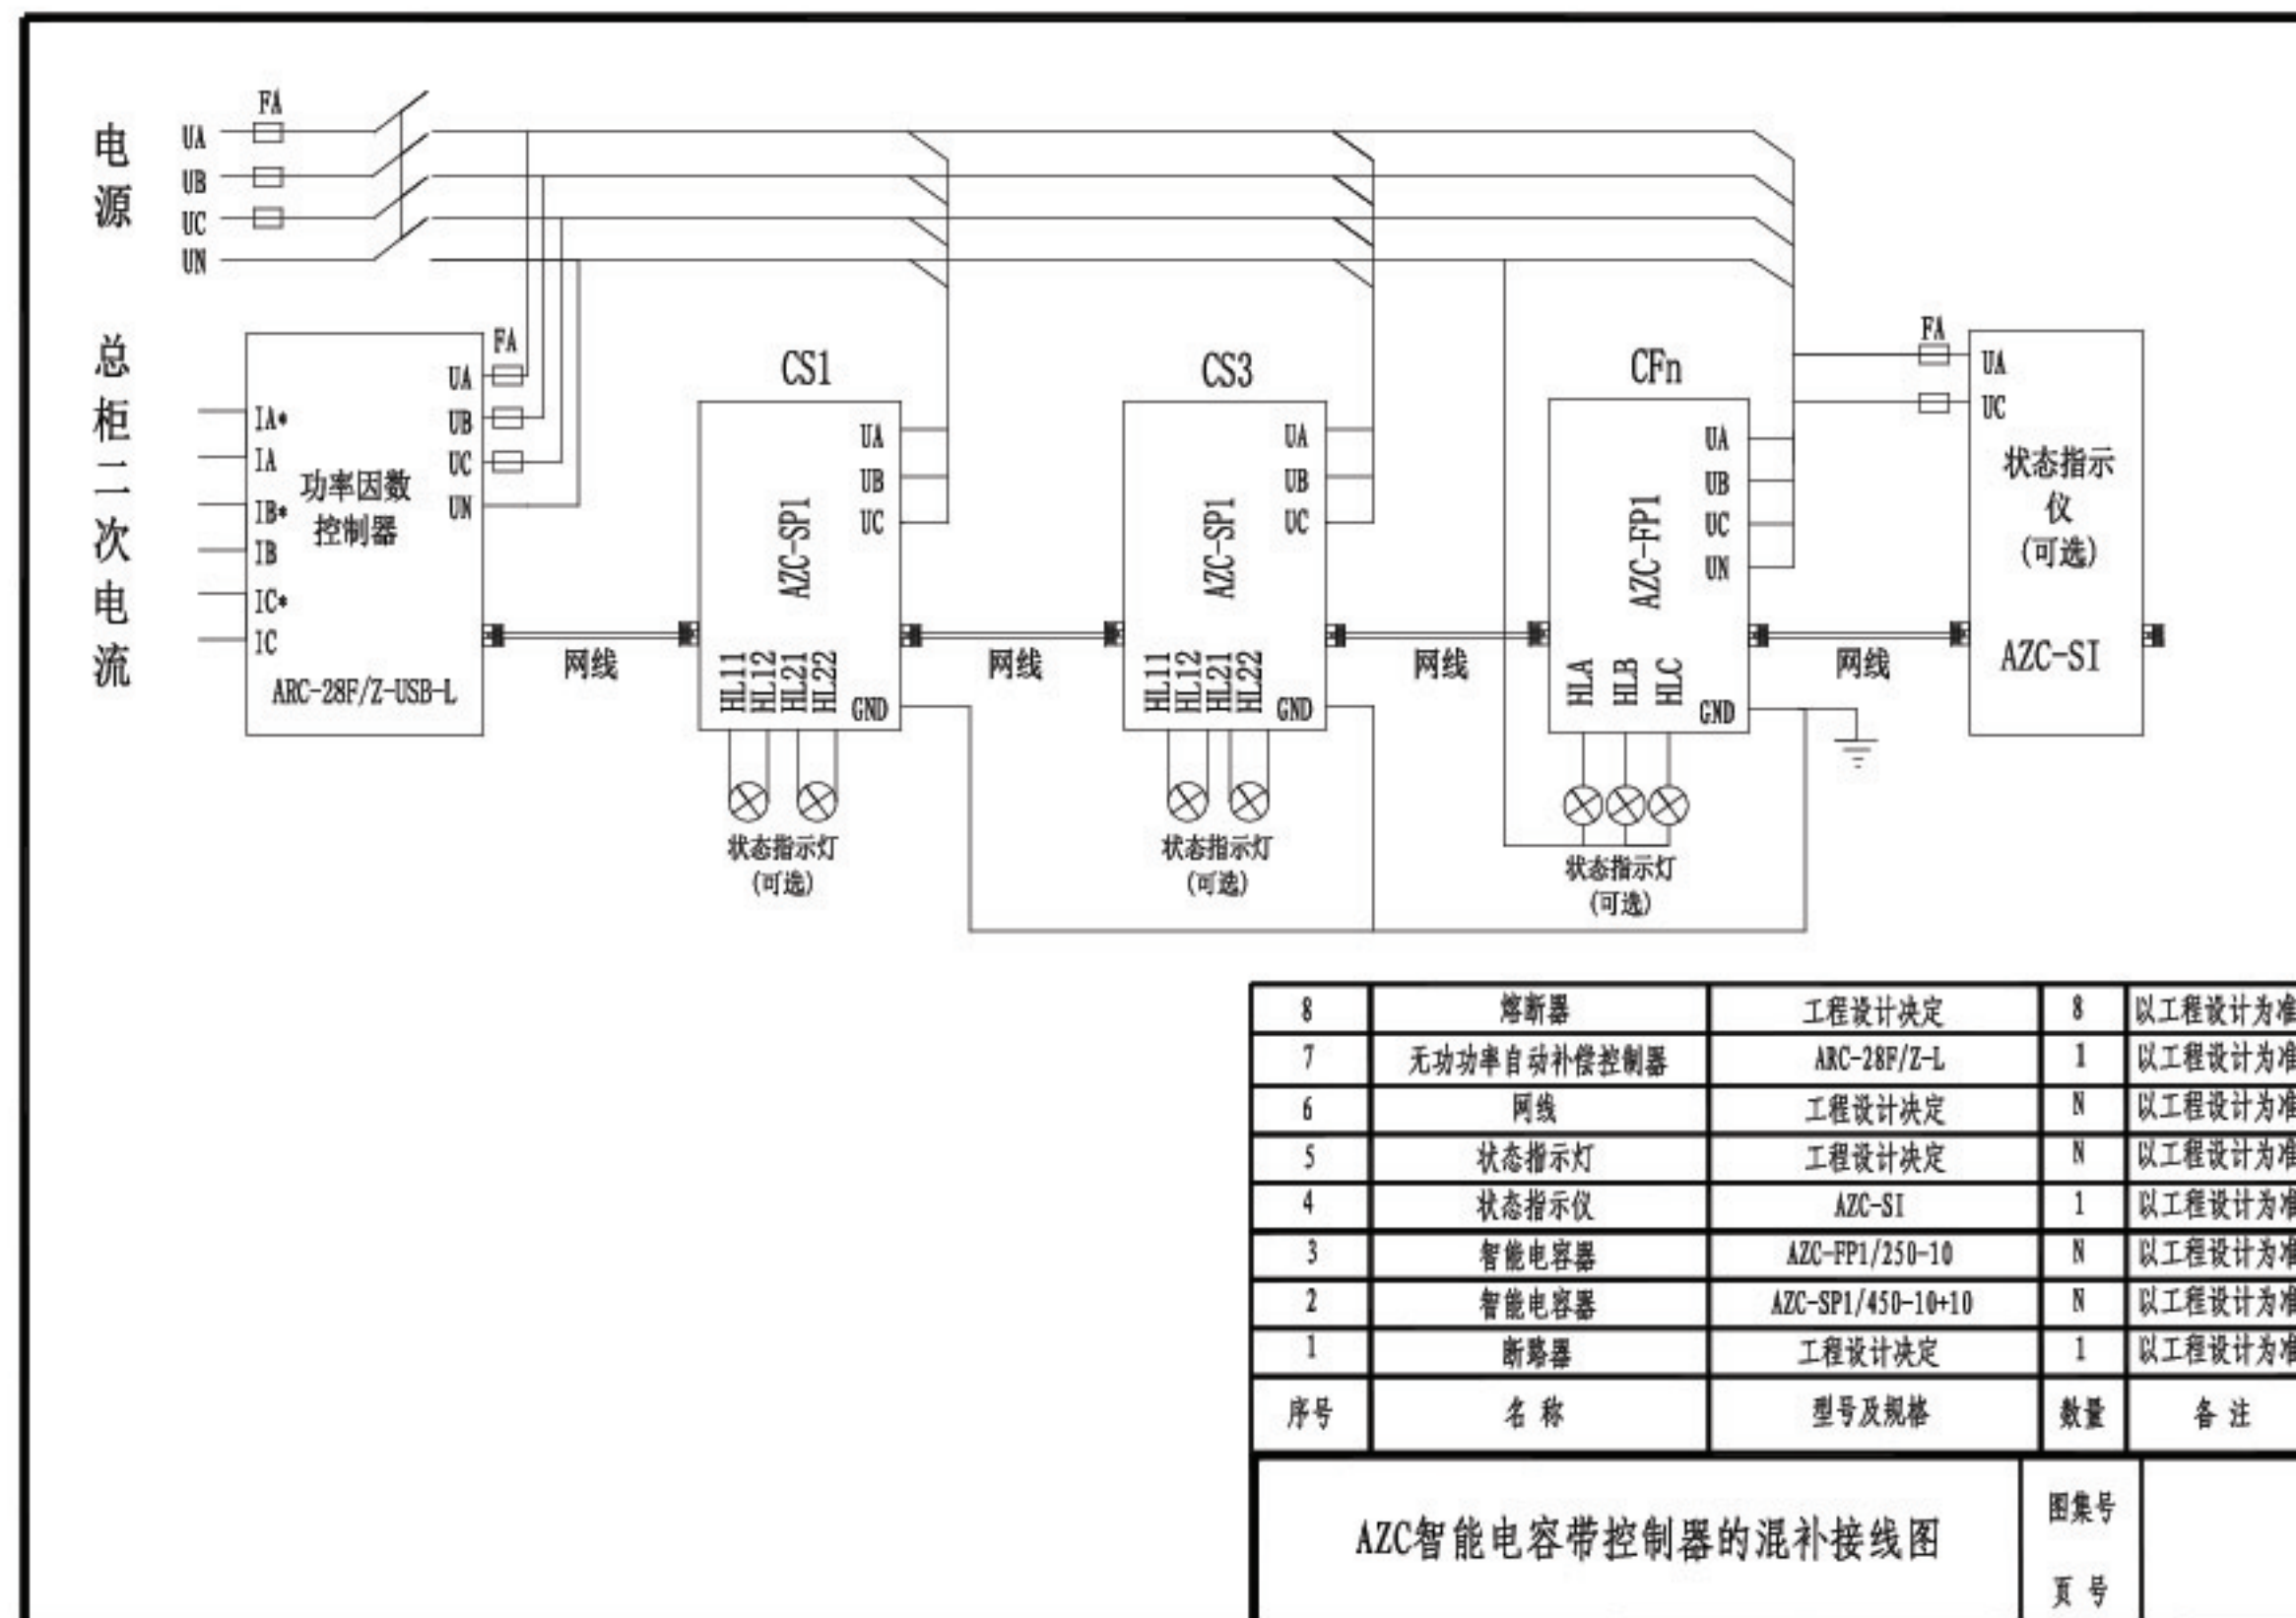 电源
FA
UA
UB
UC
UN
总柜二次电流
IA*
IA
IB*
IB
IC*
IC
功率因数
控制器
ARC-28F/Z-USB-L
FA
UA
UB
UC
UN
网线
CS1
AZC-SP1
UA
UB
UC
HL11
HL12
HL21
HL22
GND
状态指示灯
(可选)
网线
CS3
AZC-SP1
UA
UB
UC
HL11
HL12
HL21
HL22
GND
状态指示灯
(可选)
网线
CFn
AZC-FP1
UA
UB
UC
UN
HLA
HLB
HLC
GND
状态指示灯
(可选)
网线
FA
UA
UC
状态指示
仪
(可选)
AZC-SI
8 熔断器 工程设计决定 8 以工程设计为准
7 无功功率自动补偿控制器 ARC-28F/Z-L 1 以工程设计为准
6 网线 工程设计决定 N 以工程设计为准
5 状态指示灯 工程设计决定 N 以工程设计为准
4 状态指示仪 AZC-SI 1 以工程设计为准
3 智能电容器 AZC-FP1/250-10 N 以工程设计为准
2 智能电容器 AZC-SP1/450-10+10 N 以工程设计为准
1 断路器 工程设计决定 1 以工程设计为准
序号 名 称 型号及规格 数量 备 注
AZC智能电容带控制器的混补接线图
图集号
页 号